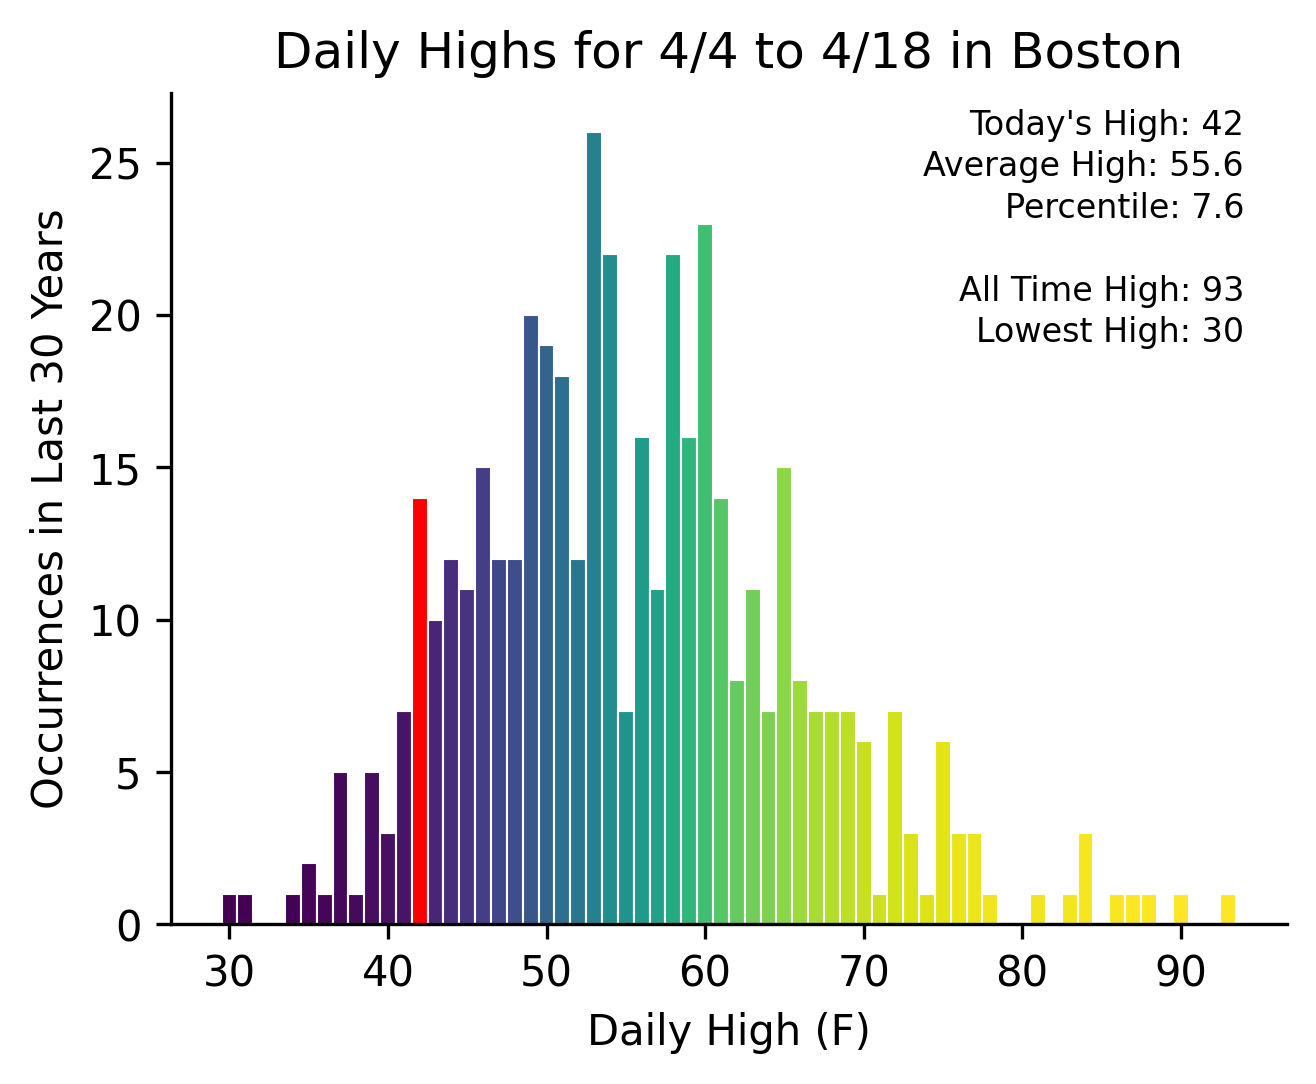 Daily Highs for 4/4 to 4/18 in Boston
Today's High: 42
Average High: 55.6
Percentile: 7.6
All Time High: 93
Lowest High: 30
Occurrences in Last 30 Years
25
20
15
10
5
0
30 40 50 60 70 80 90
Daily High (F)